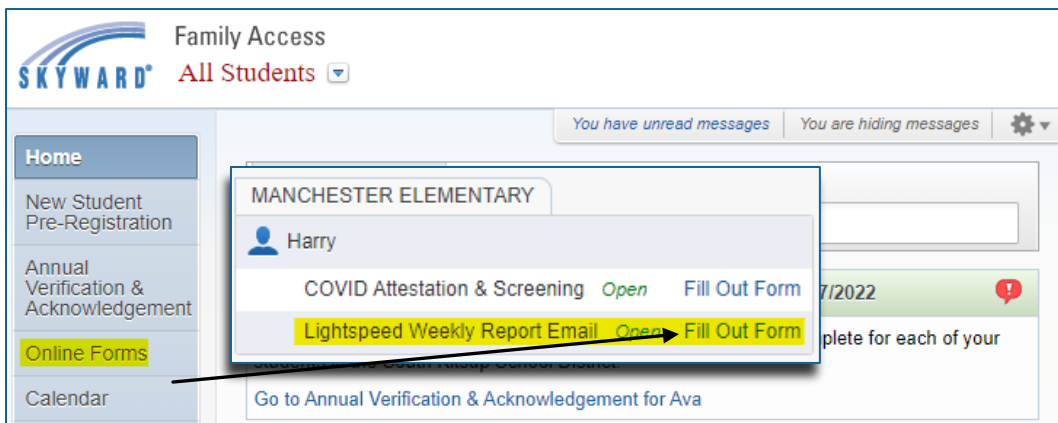 Family Access
SKYWARD®
All Students
You have unread messages
You are hiding messages
Home
New Student
Pre-Registration
Annual
Verification &
Acknowledgement
Online Forms
Calendar
MANCHESTER ELEMENTARY
Harry
COVID Attestation & Screening Open Fill Out Form
Lightspeed Weekly Report Email Open Fill Out Form
7/2022
plete for each of your
Go to Annual Verification & Acknowledgement for Ava